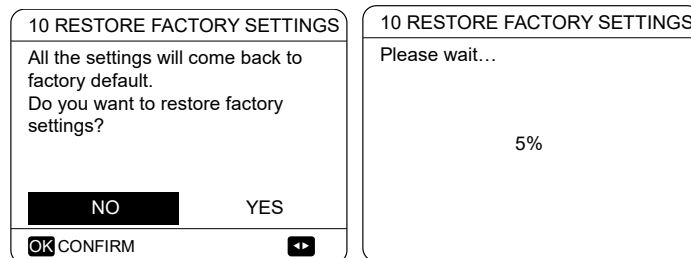 10 RESTORE FACTORY SETTINGS
All the settings will come back to
factory default.
Do you want to restore factory
settings?
NO YES
OK CONFIRM
10 RESTORE FACTORY SETTINGS
Please wait...
5%